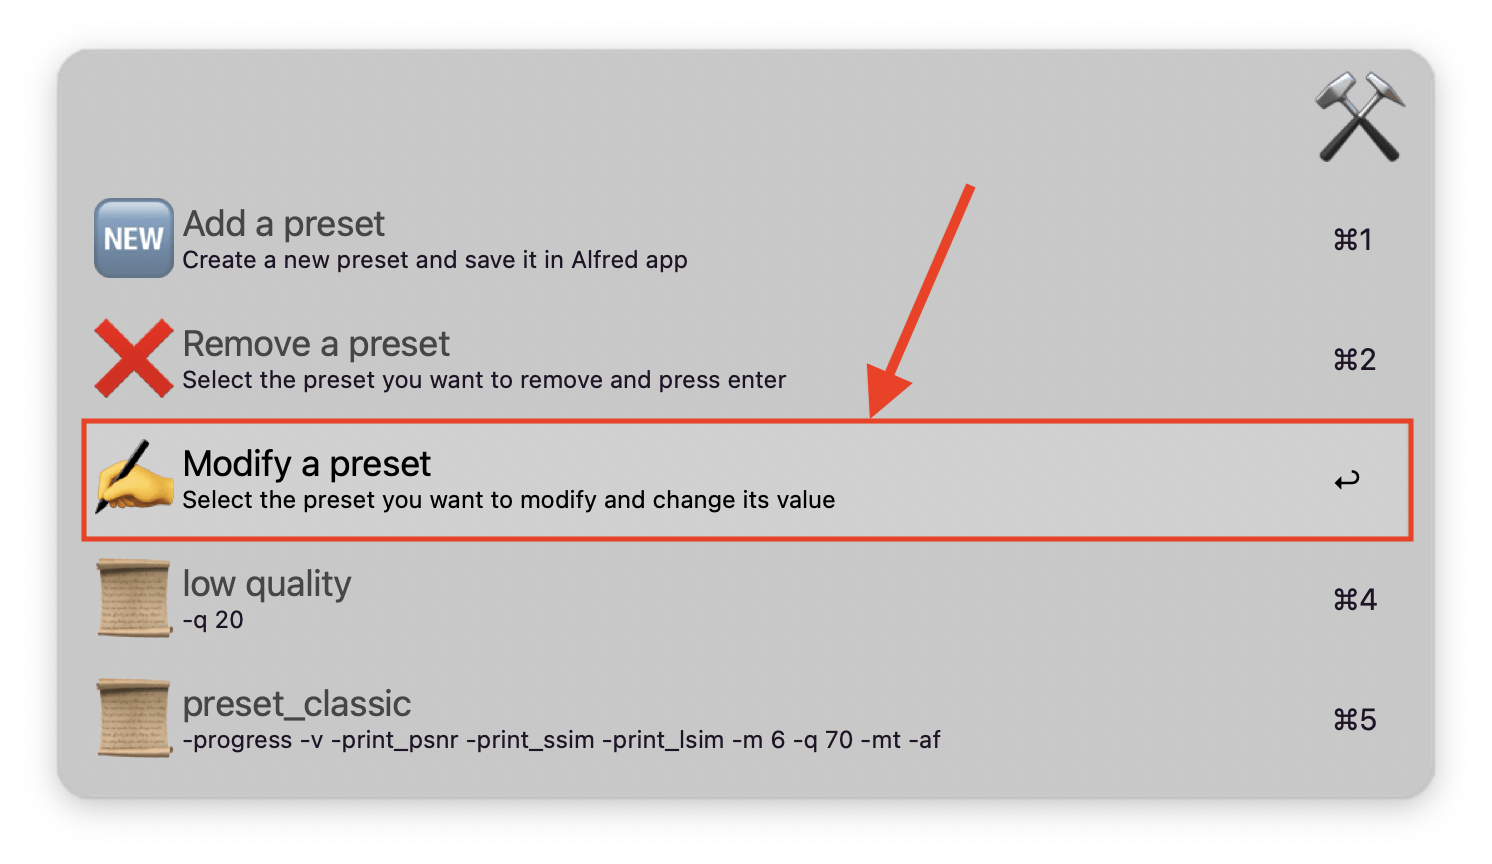 NEW
Add a preset
Create a new preset and save it in Alfred app
⌘1
Remove a preset
Select the preset you want to remove and press enter
⌘2
Modify a preset
Select the preset you want to modify and change its value
↩
low quality
-q 20
⌘4
preset_classic
-progress -v -print_psnr -print_ssim -print_lsim -m 6 -q 70 -mt -af
⌘5